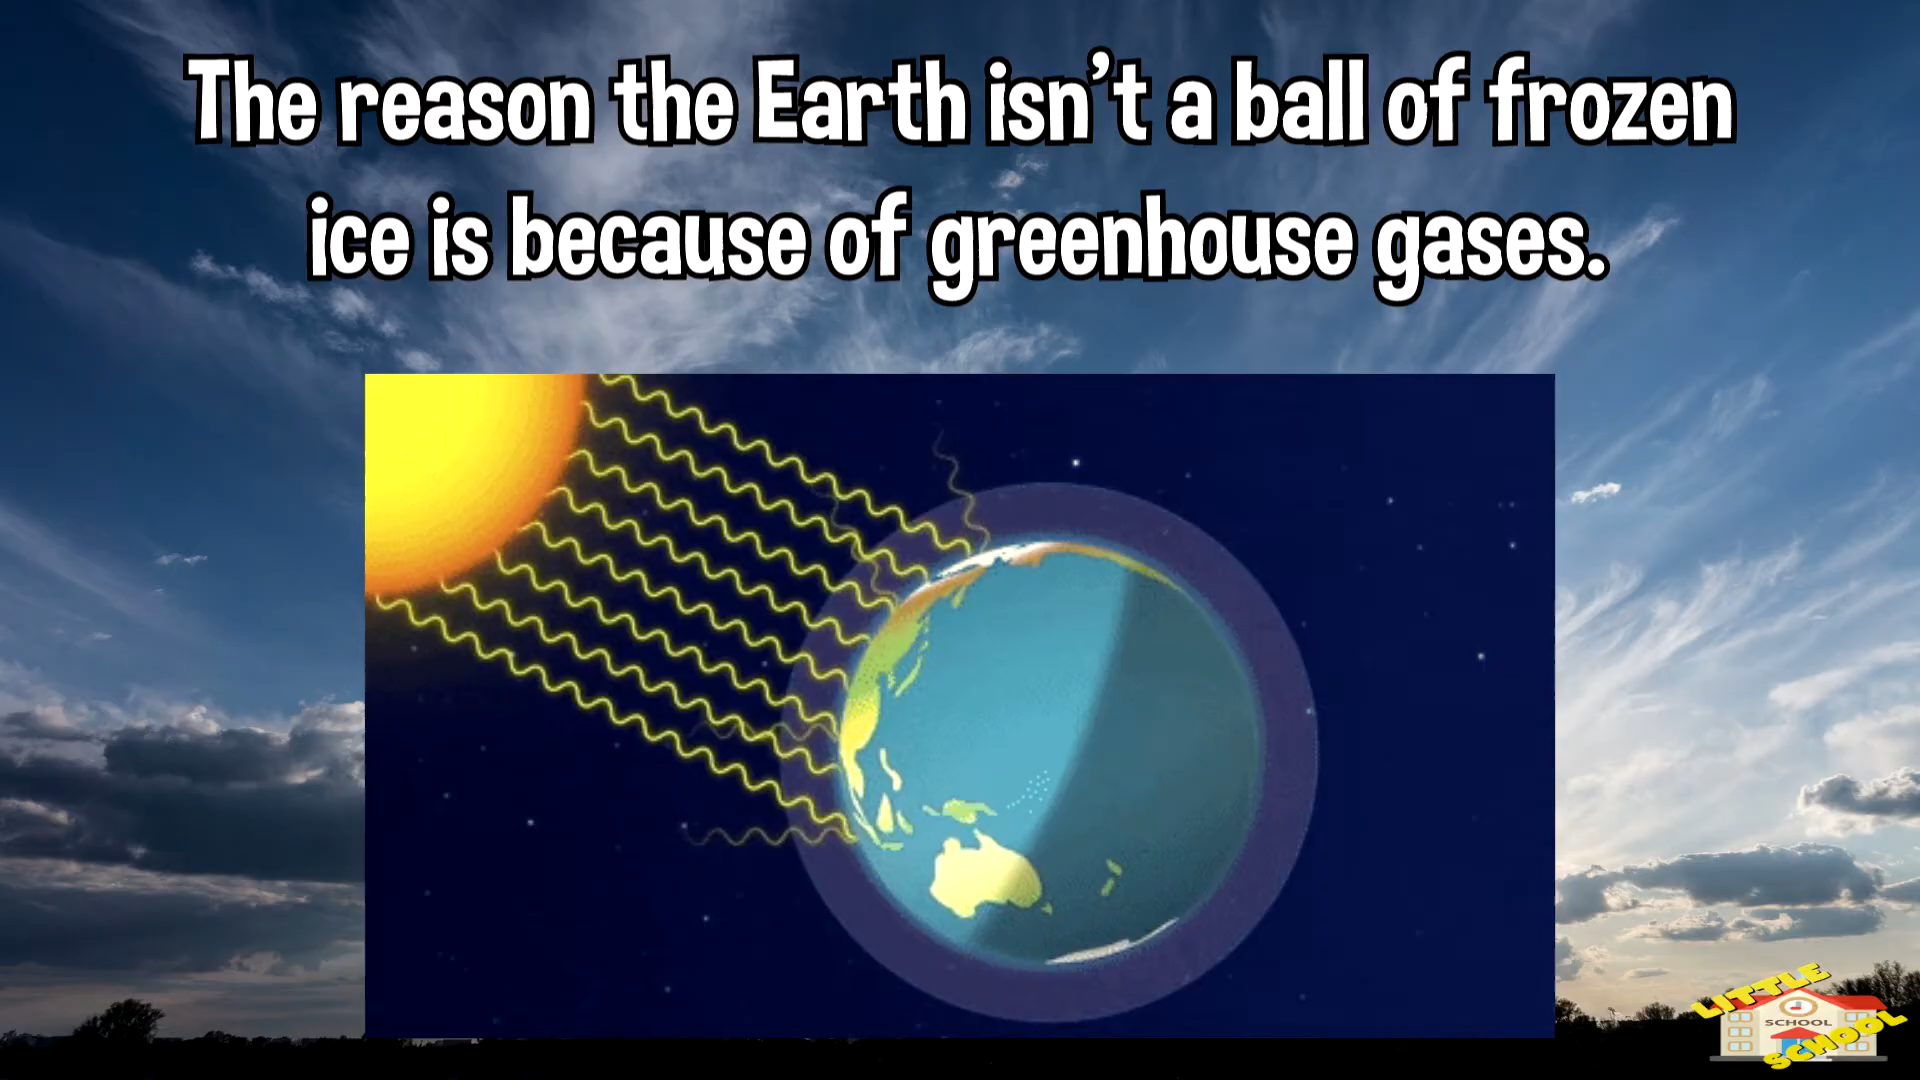 The reason the Earth isn't a ball of frozen
ice is because of greenhouse gases.
LITTLE
SCHOOL
SCHOOL